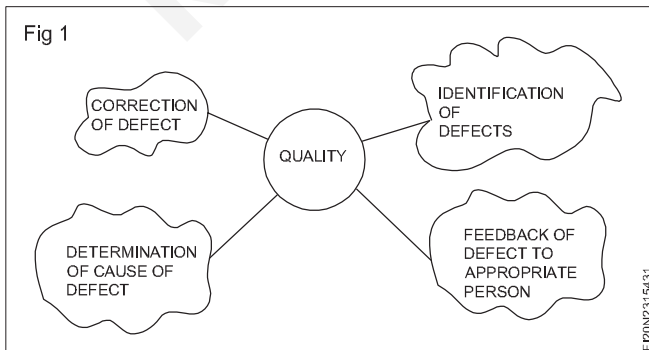 Fig 1
CORRECTION
OF DEFECT
IDENTIFICATION
OF
DEFECTS
QUALITY
DETERMINATION
OF CAUSE OF
DEFECT
FEEDBACK OF
DEFECT TO
APPROPRIATE
PERSON